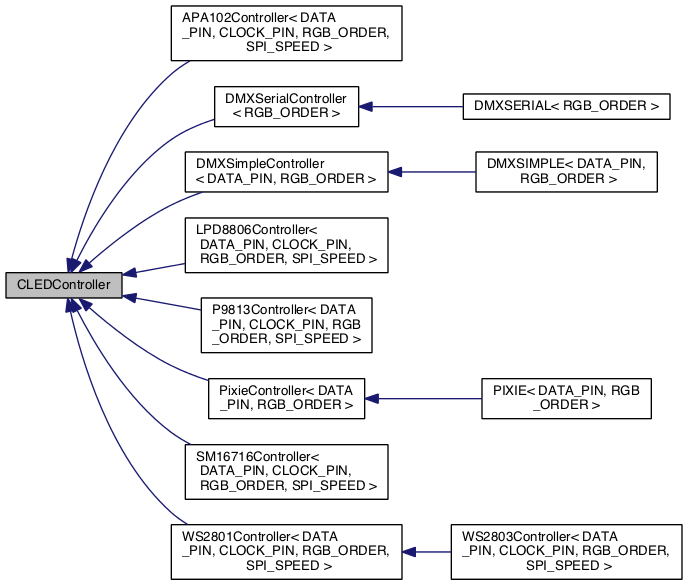 APA102Controller< DATA
_PIN, CLOCK_PIN, RGB_ORDER,
SPI_SPEED >
DMXSerialController
< RGB_ORDER >
DMXSERIAL< RGB_ORDER >
DMXSimpleController
< DATA_PIN, RGB_ORDER >
DMXSIMPLE< DATA_PIN,
RGB_ORDER >
LPD8806Controller<
DATA_PIN, CLOCK_PIN,
RGB_ORDER, SPI_SPEED >
CLEDController
P9813Controller< DATA
_PIN, CLOCK_PIN, RGB
_ORDER, SPI_SPEED >
PixieController< DATA
_PIN, RGB_ORDER >
PIXIE< DATA_PIN, RGB
_ORDER >
SM16716Controller<
DATA_PIN, CLOCK_PIN,
RGB_ORDER, SPI_SPEED >
WS2801Controller< DATA
_PIN, CLOCK_PIN, RGB_ORDER,
SPI_SPEED >
WS2803Controller< DATA
_PIN, CLOCK_PIN, RGB_ORDER,
SPI_SPEED >